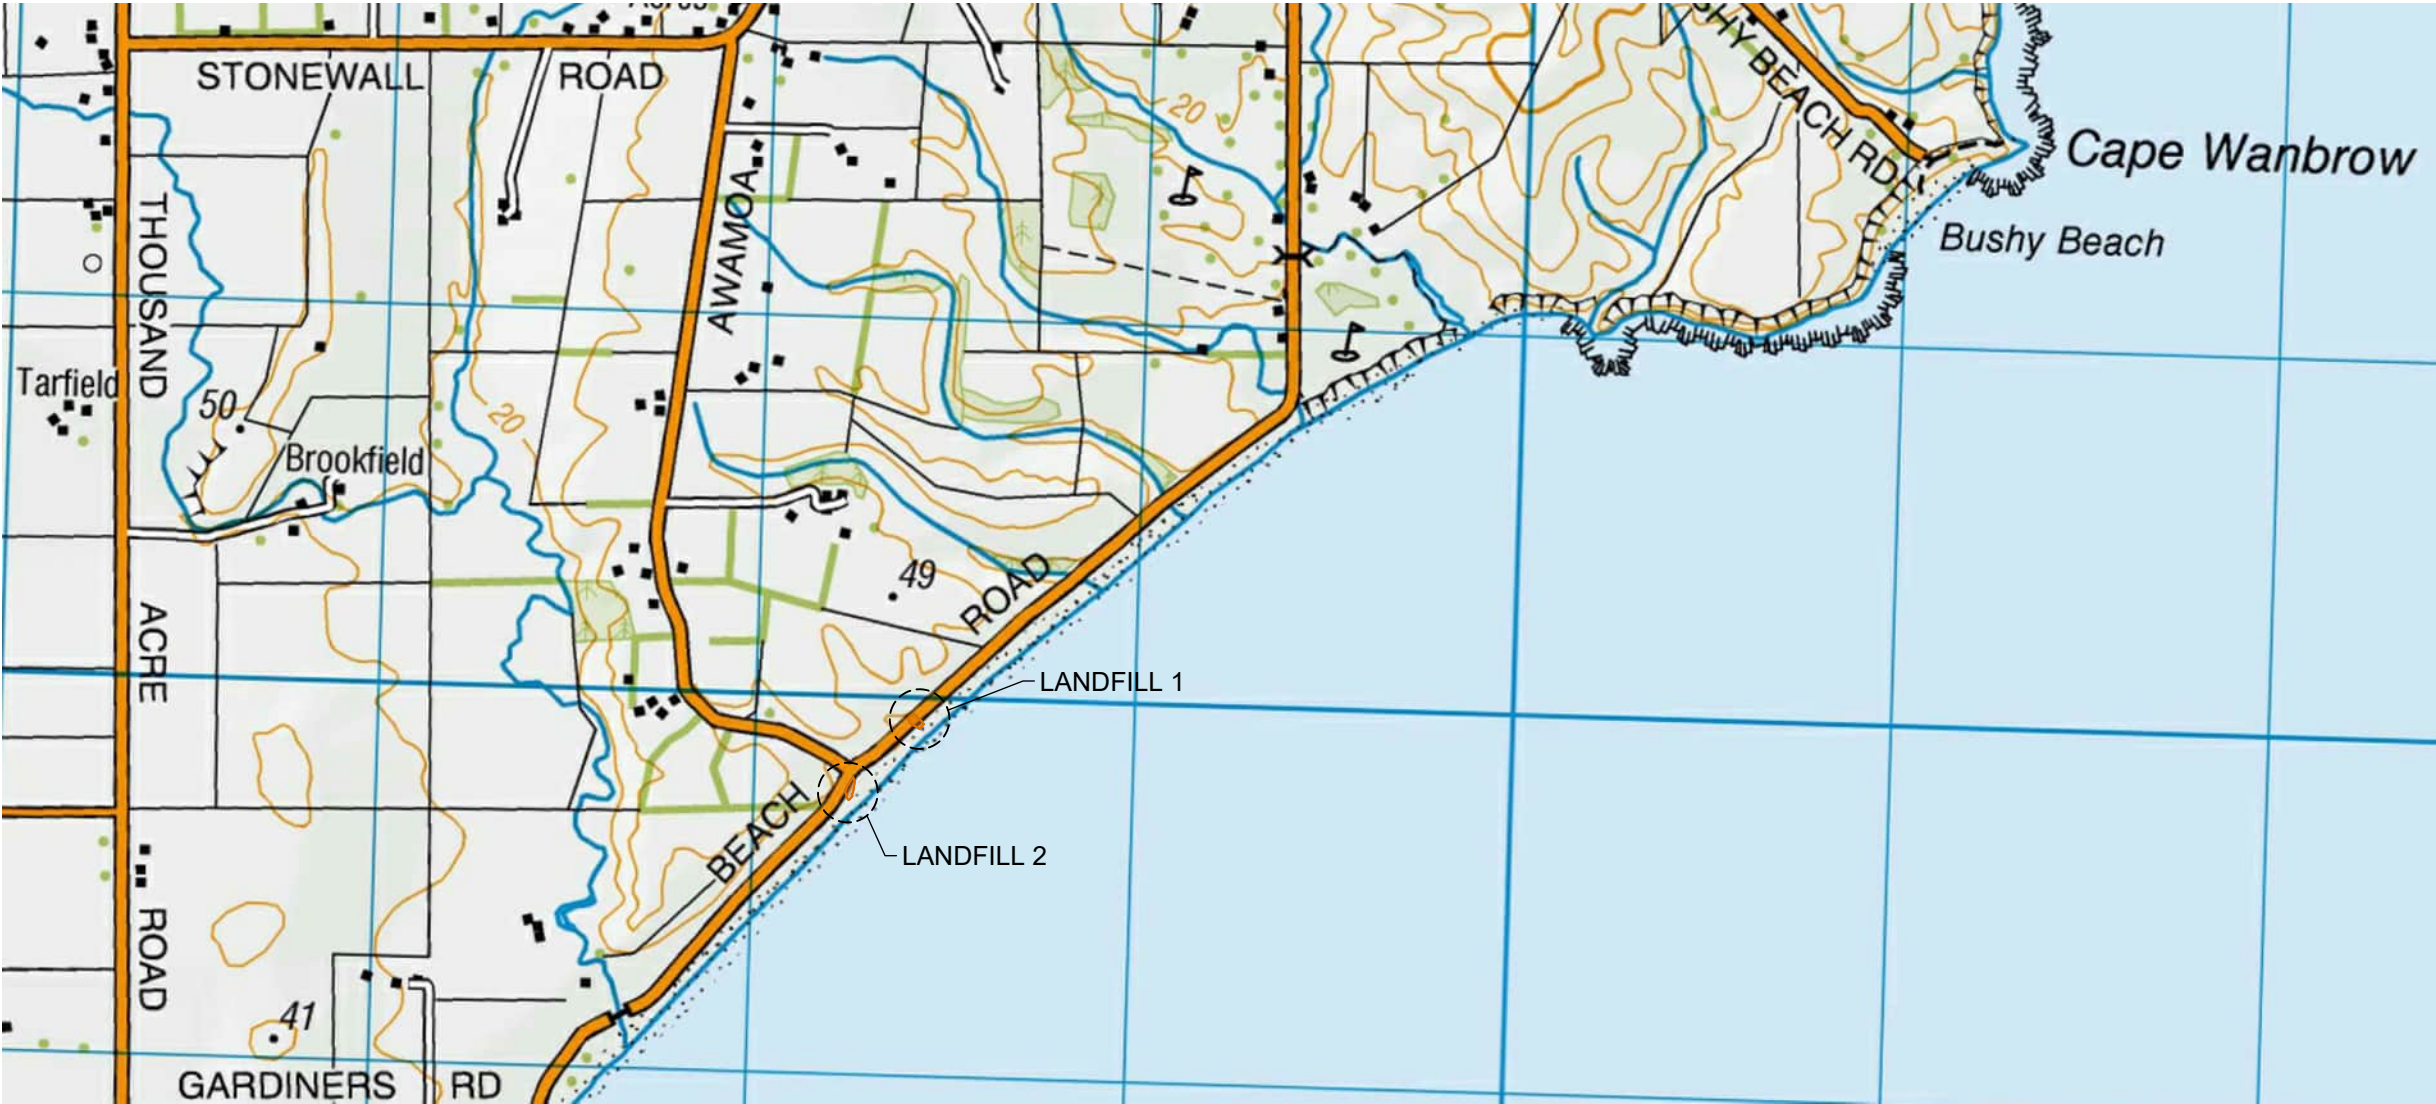 STONEWALL ROAD
BUSHY BEACH RD
Cape Wanbrow
Bushy Beach
THOUSAND
AWAMOA
20
20
Tarfield
50
Brookfield
49
ROAD
ACRE
LANDFILL 1
BEACH
LANDFILL 2
ROAD
41
GARDINERS RD